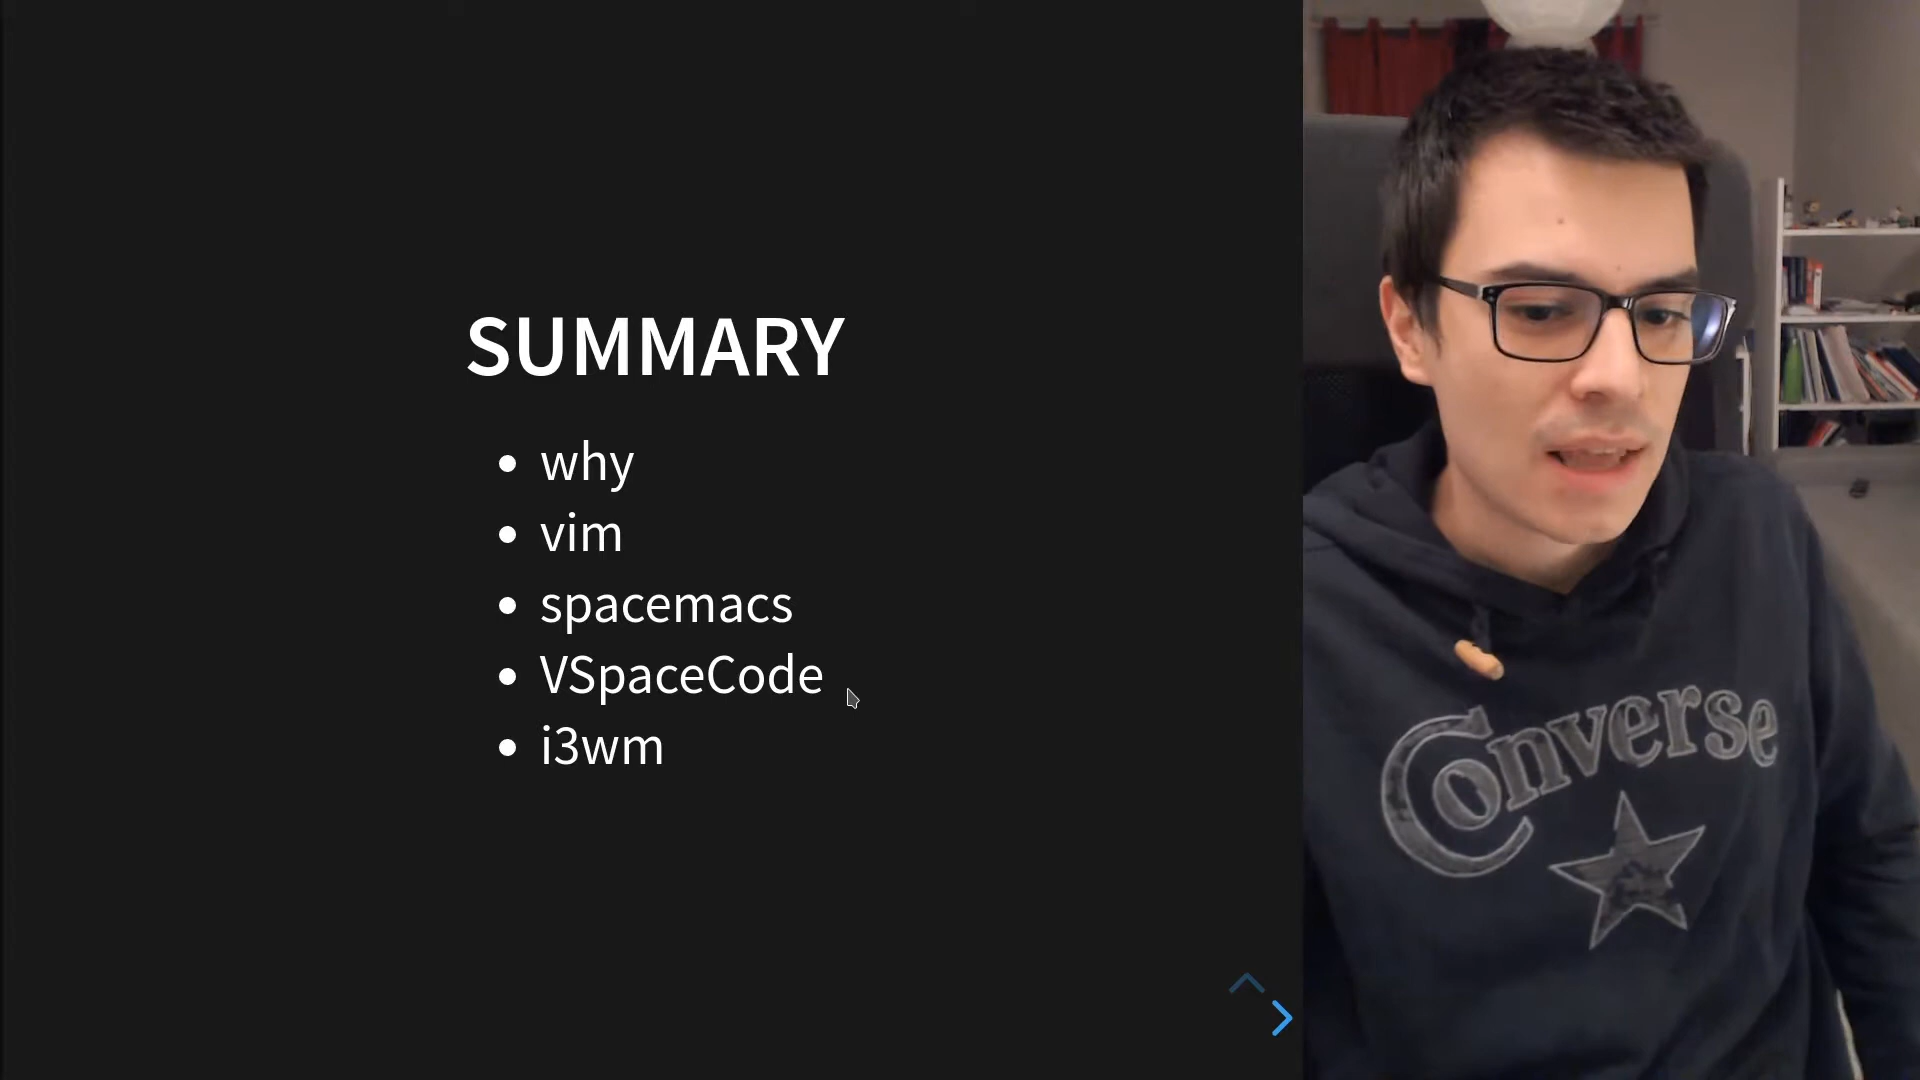 SUMMARY
why
vim
spacemacs
VSpaceCode
i3wm
Converse